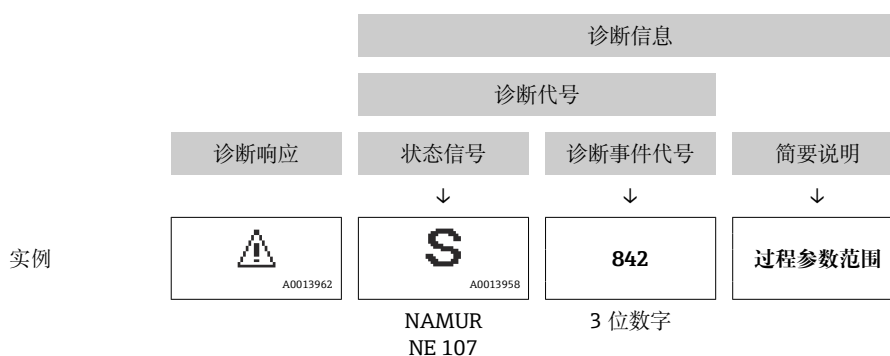 诊断信息
诊断代号
诊断响应 状态信号 诊断事件代号 简要说明
↓ ↓ ↓
实例 S 842 过程参数范围
A0013962 A0013958
NAMUR 3 位数字
NE 107